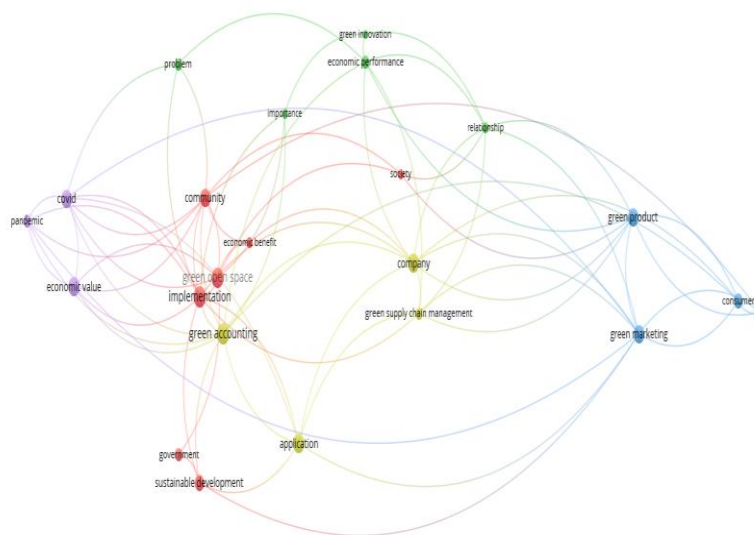 green innovation
economic performance
problem
importance
relationship
society
community
covid
pandemic
green product
economic benefit
company
green open space
economic value
implementation
consumer
green supply chain management
green accounting
green marketing
application
government
sustainable development